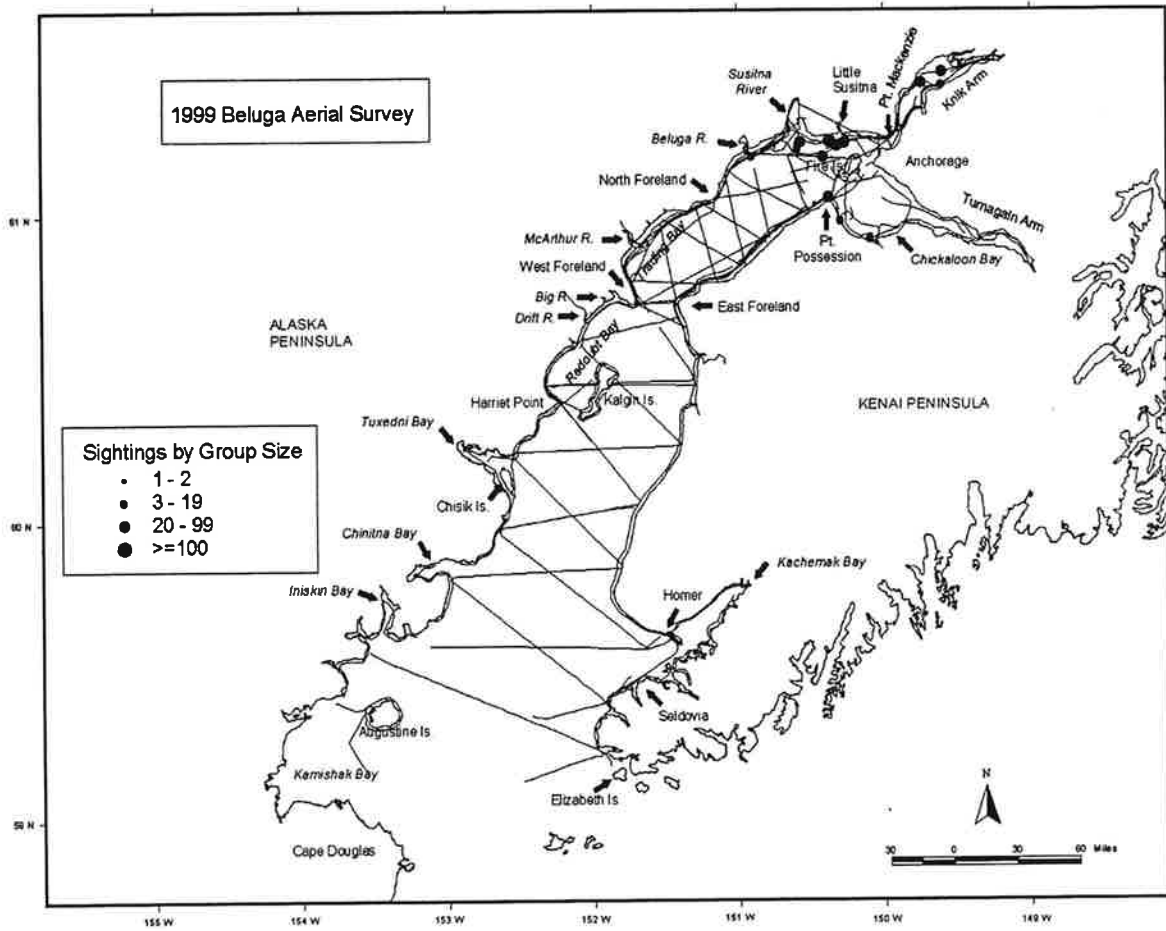 1999 Beluga Aerial Survey
Susitna
River
Little
Susitna
Pt. Mackenzie
Knik Arm
Beluga R.
Fire Is.
Anchorage
North Foreland
Turnagain Arm
61 N
McArthur R.
Trading Bay
Pt.
Possession
Chickaloon Bay
West Foreland
Big R.
East Foreland
Drift R.
ALASKA
PENINSULA
Redoubt Bay
Harriet Point
Kalgin Is.
KENAI PENINSULA
Tuxedni Bay
Sightings by Group Size
1 - 2
3 - 19
20 - 99
>=100
Chisik Is.
60 N
Chinitna Bay
Kachemak Bay
Iniskin Bay
Homer
Seldovia
Augustine Is.
Kamishak Bay
N
Elizabeth Is
59 N
Cape Douglas
30 0 30 60 Miles
155 W 154 W 153 W 152 W 151 W 150 W 149 W